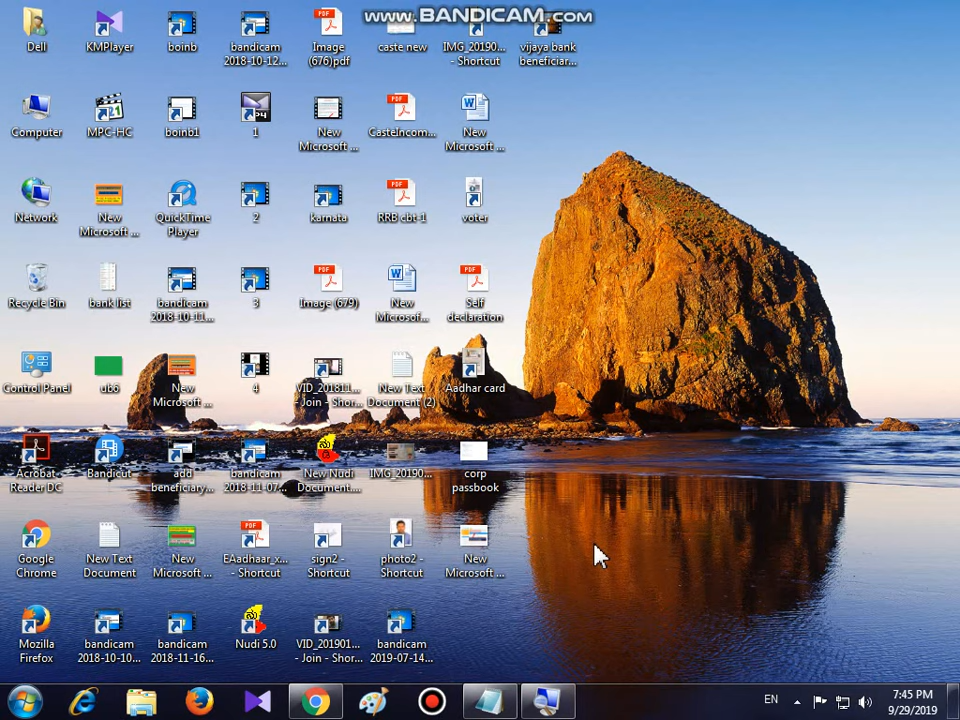 www.BANDICAM.com
Dell
KMPlayer
boinb
bandicam
2018-10-12...
Image
(676)pdf
caste new
IMG_20190...
- Shortcut
vijaya bank
beneficiar...
Computer
MPC-HC
boinb1
1
New
Microsoft ...
CasteIncom...
New
Microsoft ...
Network
New
Microsoft ...
QuickTime
Player
2
karnata
RRB cbt-1
voter
Recycle Bin
bank list
bandicam
2018-10-11...
3
Image (679)
New
Microsof...
Self
declaration
Control Panel
ub6
New
Microsoft ...
4
VID_201811...
- Join - Shor...
New Text
Document (2)
Aadhar card
Acrobat
Reader DC
Bandicut
add
beneficiary...
bandicam
2018-11-07...
New Nudi
Document....
IMG_20190...
corp
passbook
Google
Chrome
New Text
Document
New
Microsoft ...
EAadhaar_x...
- Shortcut
sign2 -
Shortcut
photo2 -
Shortcut
New
Microsoft ...
Mozilla
Firefox
bandicam
2018-10-10...
bandicam
2018-11-16...
Nudi 5.0
VID_201901...
- Join - Shor...
bandicam
2019-07-14...
EN
7:45 PM
9/29/2019